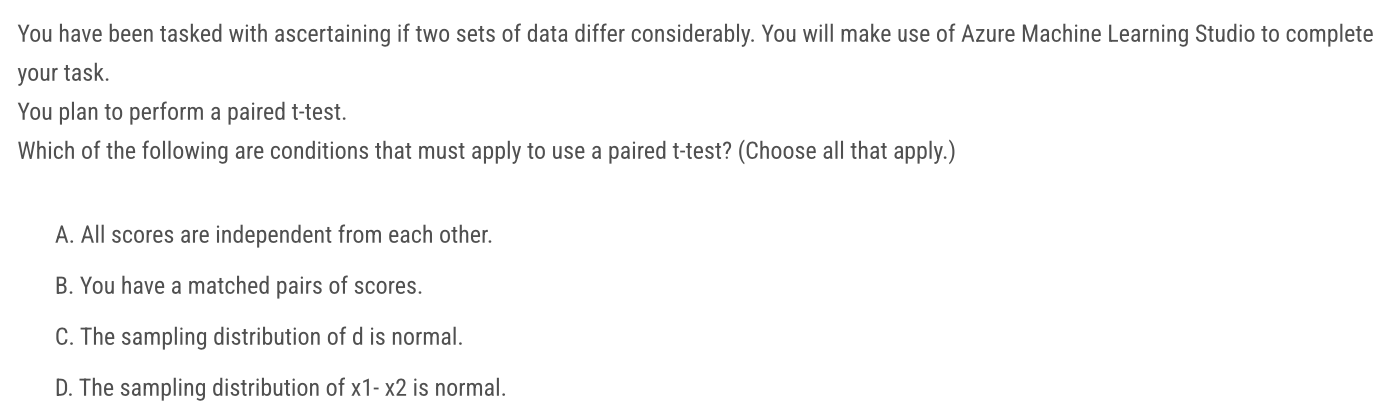 You have been tasked with ascertaining if two sets of data differ considerably. You will make use of Azure Machine Learning Studio to complete
your task.
You plan to perform a paired t-test.
Which of the following are conditions that must apply to use a paired t-test? (Choose all that apply.)
A. All scores are independent from each other.
B. You have a matched pairs of scores.
C. The sampling distribution of d is normal.
D. The sampling distribution of x1- x2 is normal.